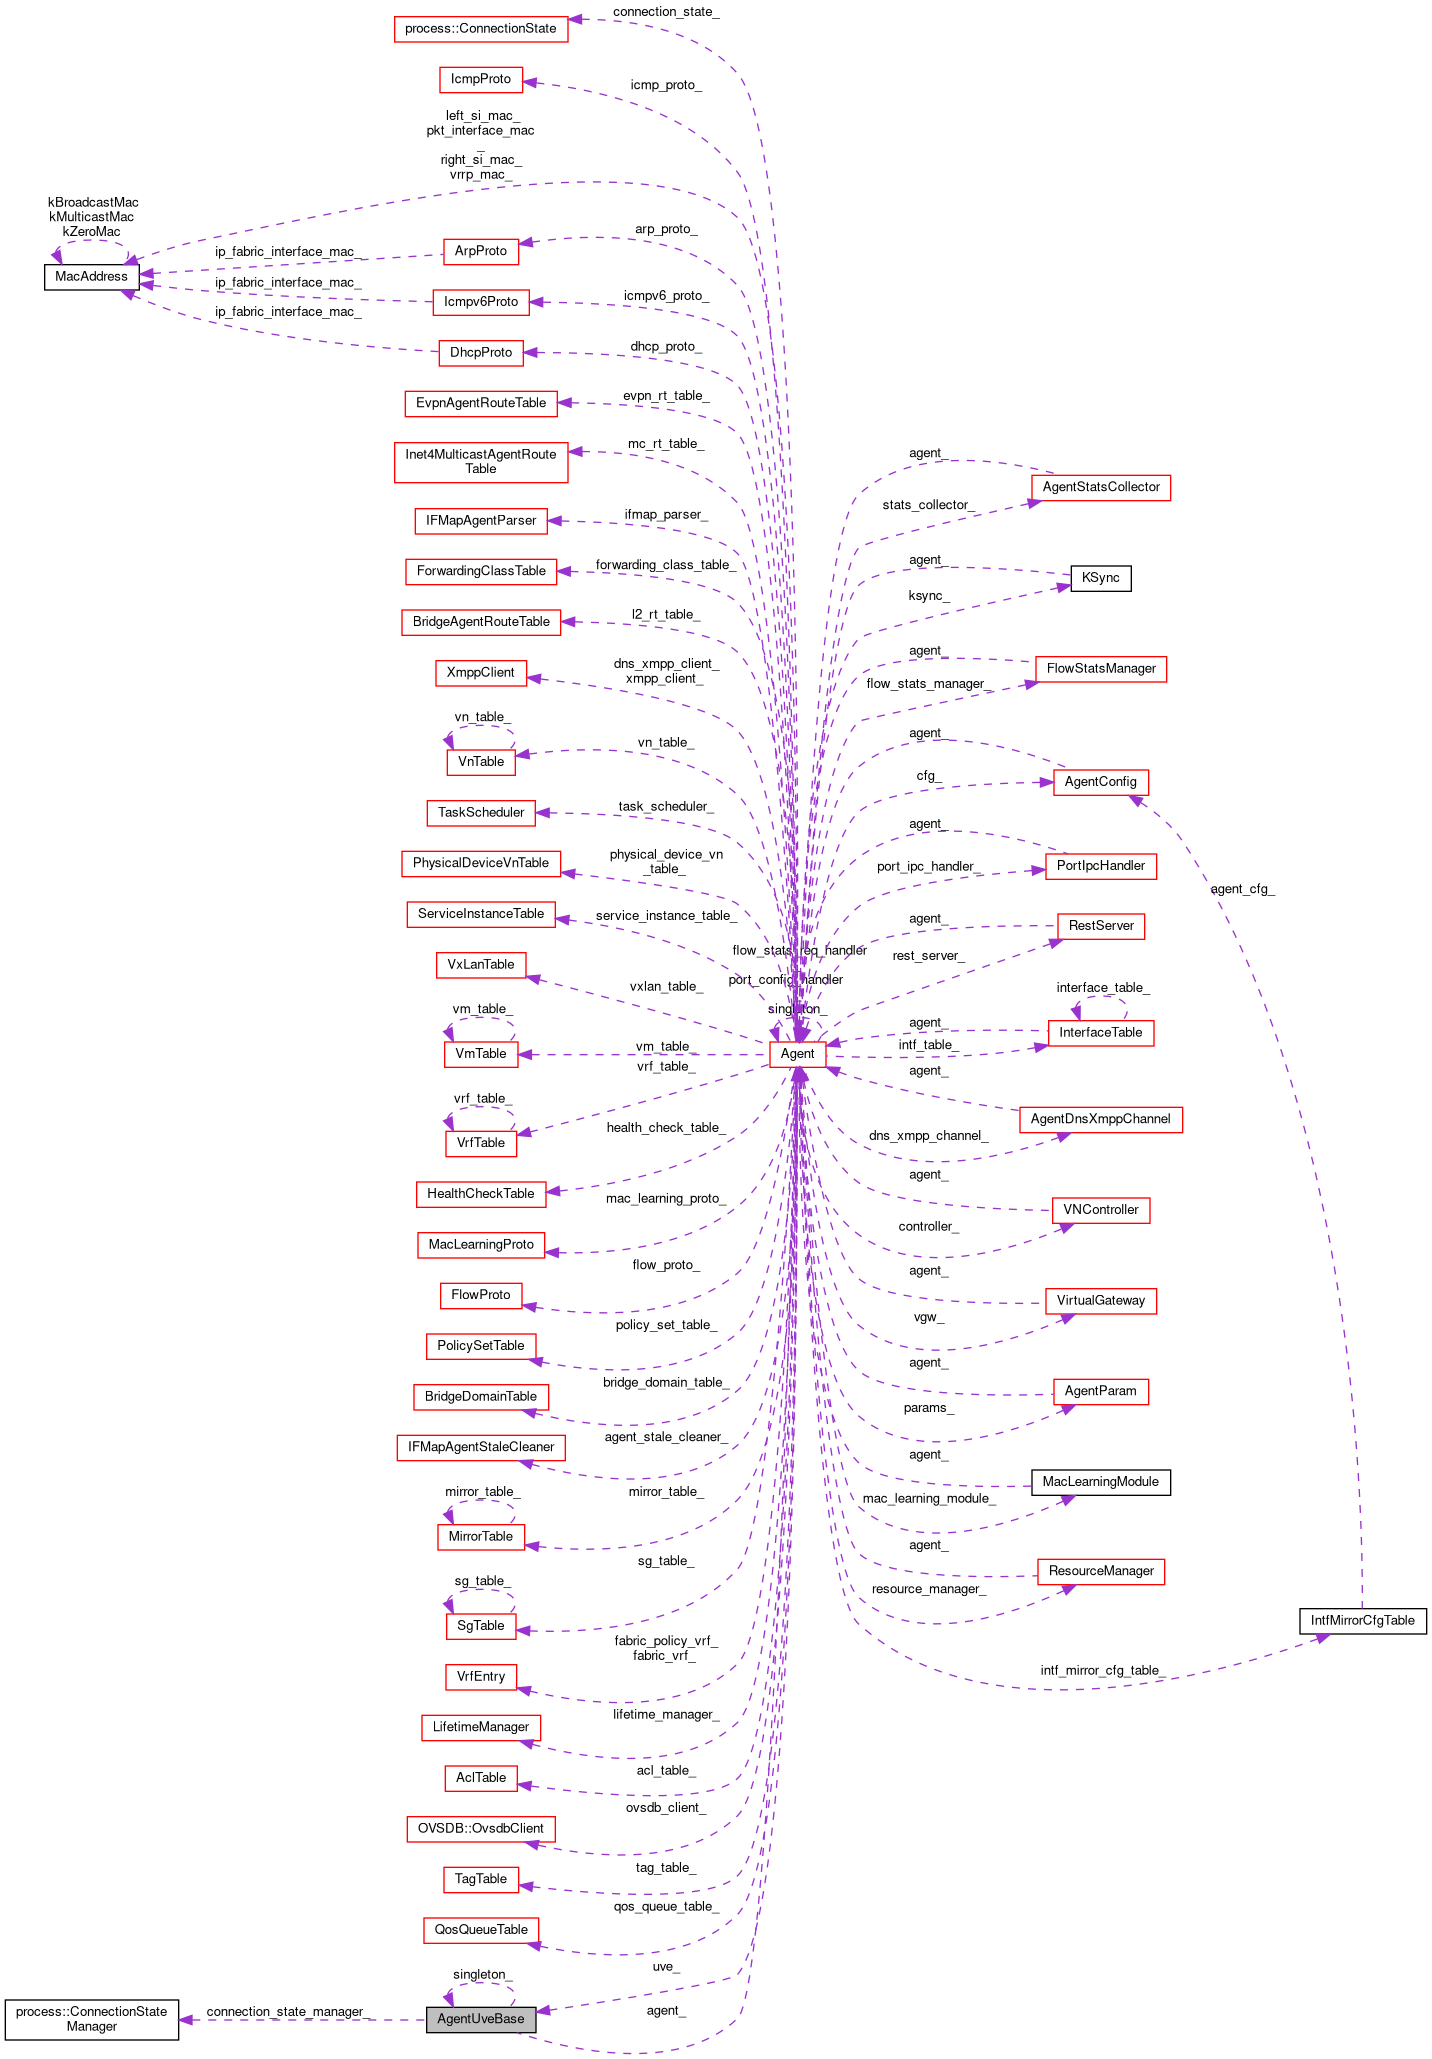 connection_state_
process::ConnectionState
IcmpProto
icmp_proto_
left_si_mac_
pkt_interface_mac
_
right_si_mac_
vrrp_mac_
kBroadcastMac
kMulticastMac
kZeroMac
MacAddress
ip_fabric_interface_mac_
ArpProto
arp_proto_
ip_fabric_interface_mac_
Icmpv6Proto
icmpv6_proto_
ip_fabric_interface_mac_
DhcpProto
dhcp_proto_
EvpnAgentRouteTable
evpn_rt_table_
Inet4MulticastAgentRoute
Table
mc_rt_table_
IFMapAgentParser
ifmap_parser_
ForwardingClassTable
forwarding_class_table_
BridgeAgentRouteTable
l2_rt_table_
XmppClient
dns_xmpp_client_
xmpp_client_
vn_table_
VnTable
vn_table_
TaskScheduler
task_scheduler_
PhysicalDeviceVnTable
physical_device_vn
_table_
ServiceInstanceTable
service_instance_table_
VxLanTable
vxlan_table_
vm_table_
VmTable
vm_table_
vrf_table_
VrfTable
vrf_table_
HealthCheckTable
health_check_table_
MacLearningProto
mac_learning_proto_
FlowProto
flow_proto_
PolicySetTable
policy_set_table_
BridgeDomainTable
bridge_domain_table_
IFMapAgentStaleCleaner
agent_stale_cleaner_
mirror_table_
MirrorTable
mirror_table_
sg_table_
SgTable
sg_table_
VrfEntry
fabric_policy_vrf_
fabric_vrf_
LifetimeManager
lifetime_manager_
AclTable
acl_table_
OVSDB::OvsdbClient
ovsdb_client_
TagTable
tag_table_
QosQueueTable
qos_queue_table_
singleton_
AgentUveBase
uve_
agent_
connection_state_manager_
process::ConnectionState
Manager
flow_stats_req_handler
port_config_handler
singleton_
Agent
agent_
stats_collector_
AgentStatsCollector
agent_
ksync_
KSync
agent_
flow_stats_manager_
FlowStatsManager
agent_
cfg_
AgentConfig
agent_
port_ipc_handler_
PortIpcHandler
agent_cfg_
agent_
rest_server_
RestServer
interface_table_
InterfaceTable
agent_
intf_table_
agent_
AgentDnsXmppChannel
dns_xmpp_channel_
agent_
VNController
controller_
agent_
VirtualGateway
vgw_
agent_
AgentParam
params_
agent_
MacLearningModule
mac_learning_module_
agent_
ResourceManager
resource_manager_
IntfMirrorCfgTable
intf_mirror_cfg_table_